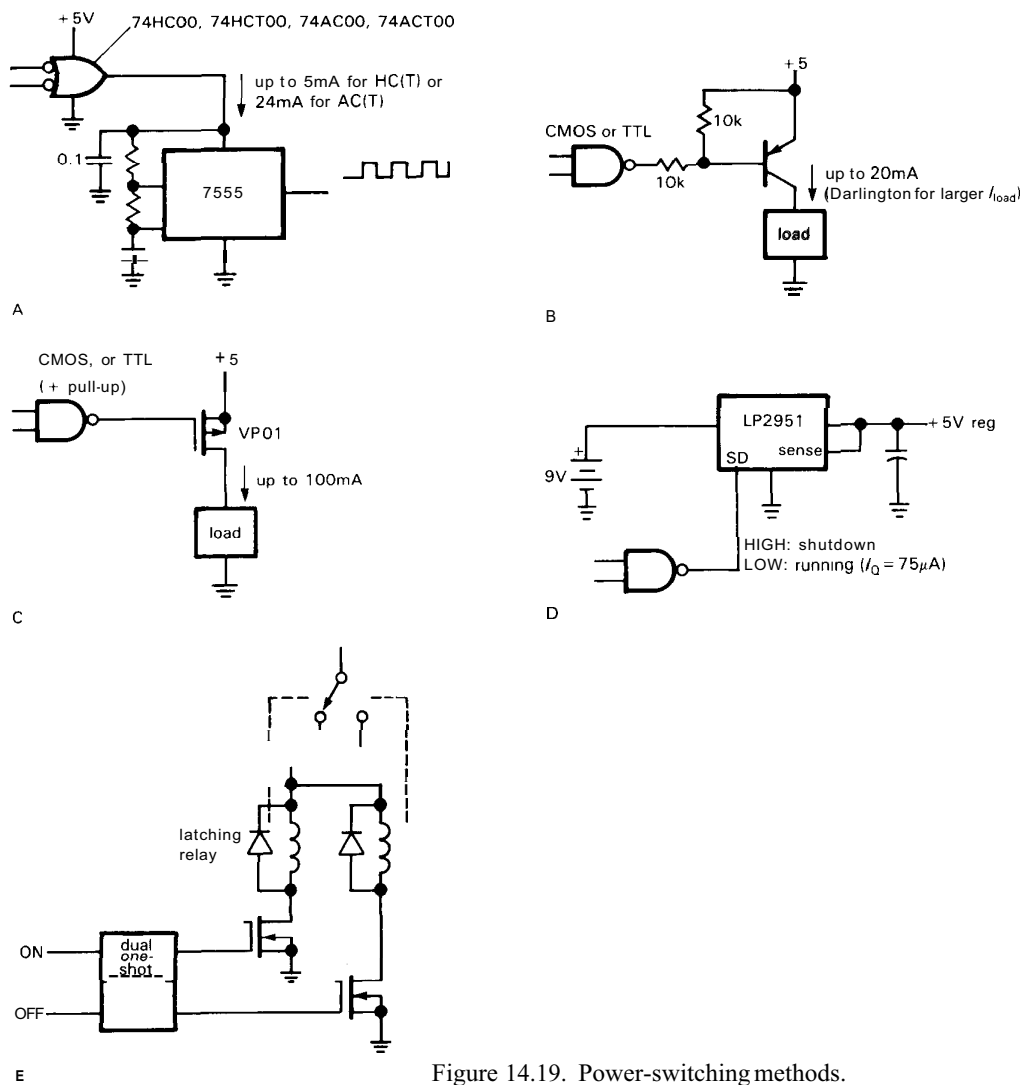 +5V
74HC00, 74HCT00, 74AC00, 74ACT00
up to 5mA for HC(T) or
24mA for AC(T)
0.1
7555
A
+5
10k
CMOS or TTL
10k
up to 20mA
(Darlington for larger Iload)
load
B
CMOS, or TTL
(+ pull-up)
+5
VP01
up to 100mA
load
C
LP2951
+5V reg
sense
SD
+
9V
HIGH: shutdown
LOW: running (IQ = 75μA)
D
latching
relay
ON
dual
one-
shot
OFF
E
Figure 14.19. Power-switching methods.